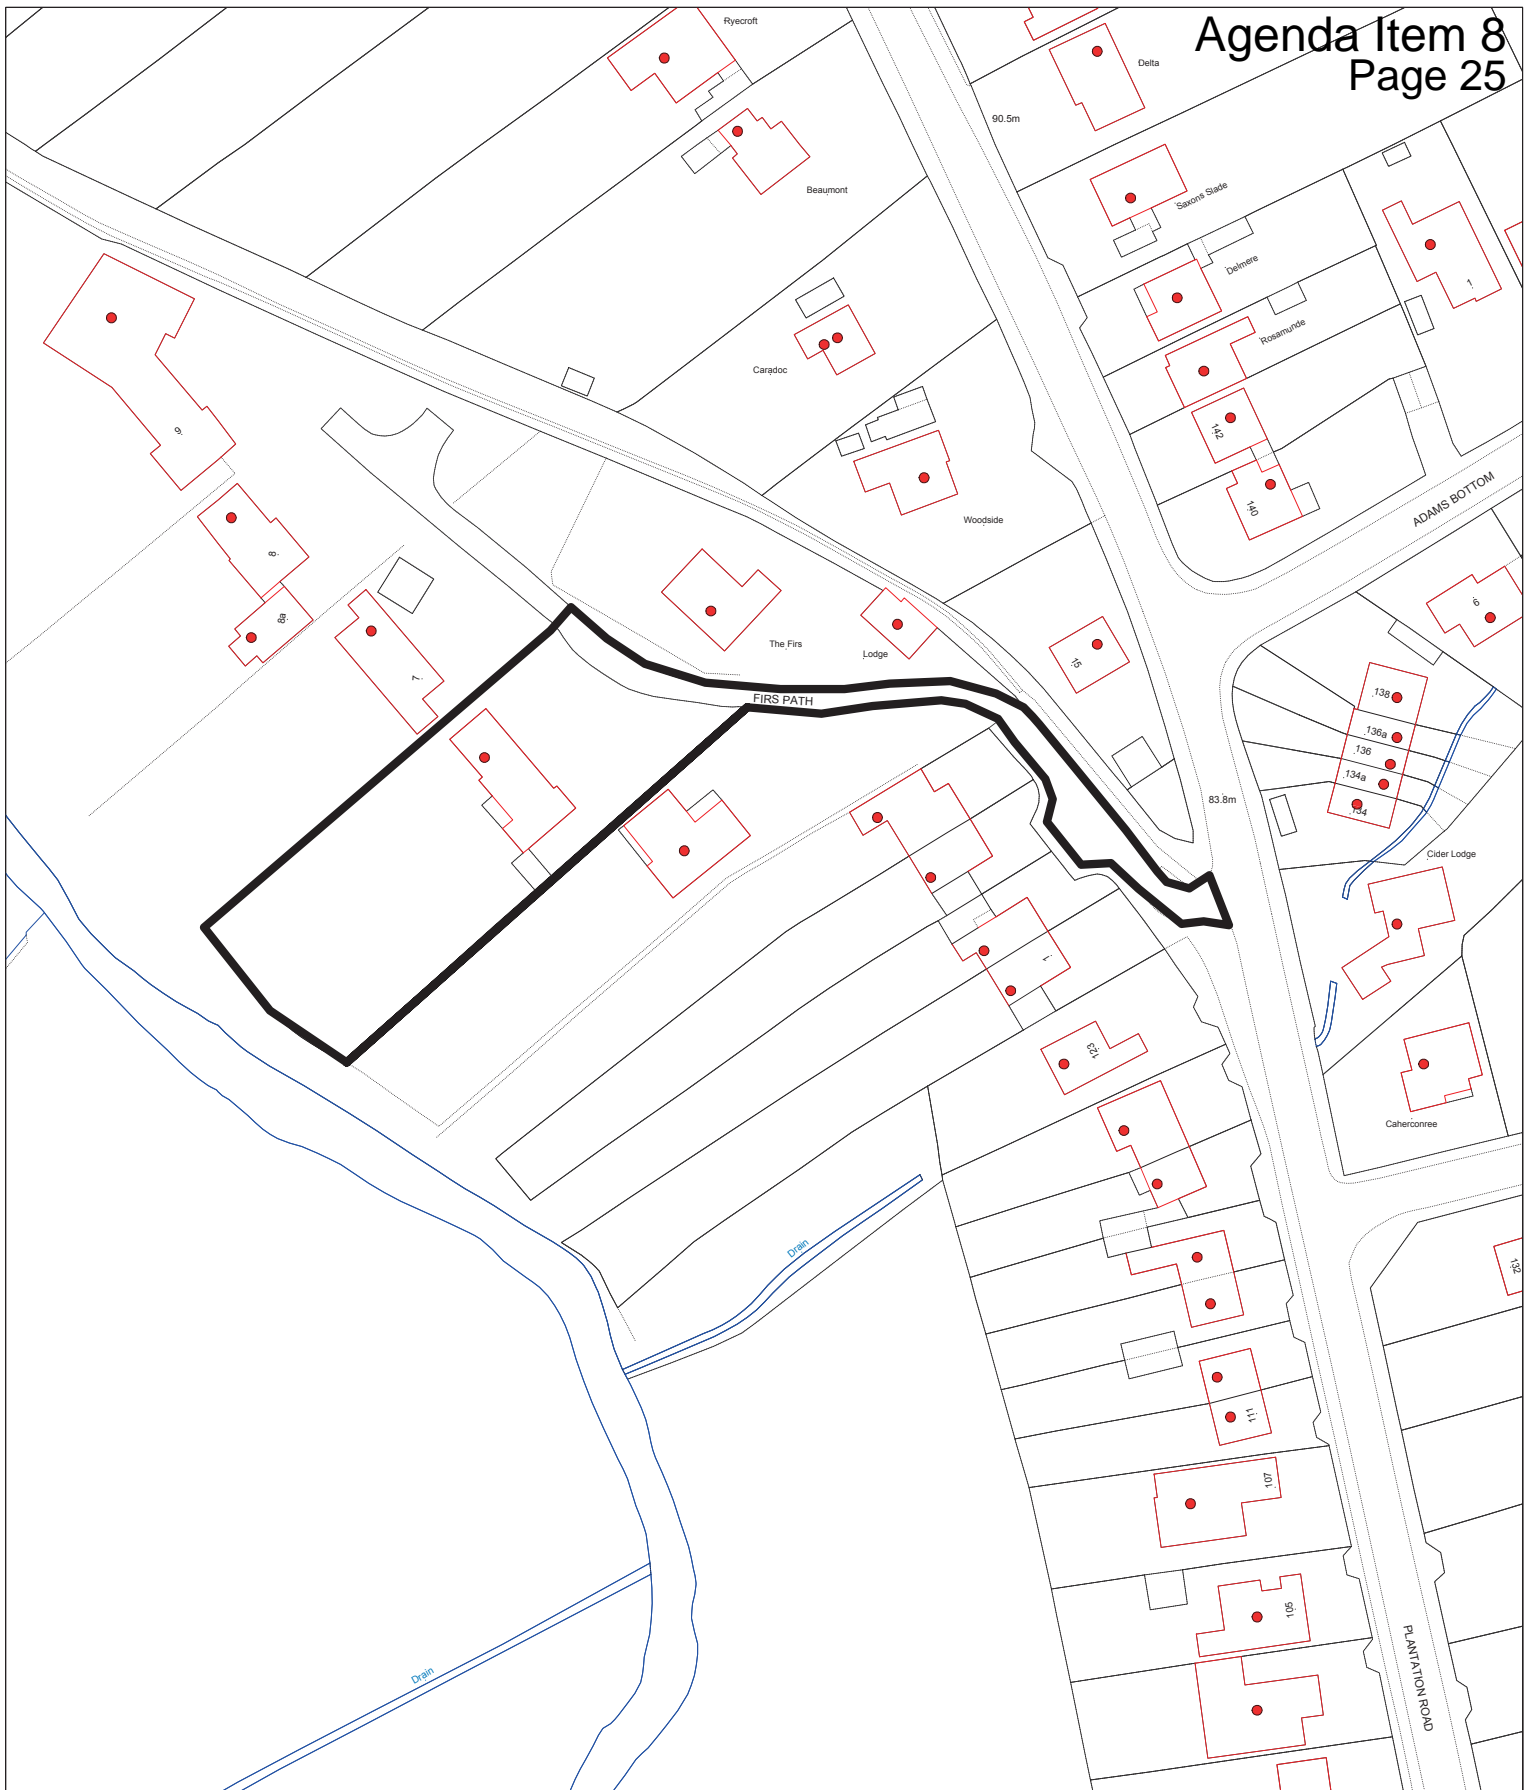 Agenda Item 8
Page 25
Ryecroft
Delta
90.5m
Beaumont
Saxons Slade
Delmere
1
Rosamunde
Caradoc
142
9
140
Woodside
ADAMS BOTTOM
8
8a
6
The Firs
Lodge
15
7
138
FIRS PATH
136a
136
134a
134
83.8m
Cider Lodge
1
123
Caherconree
Drain
132
111
107
105
Drain
PLANTATION ROAD